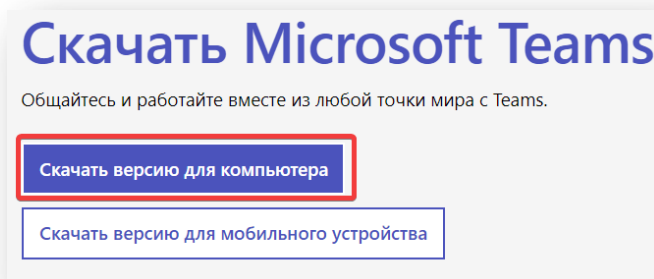 Скачать Microsoft Teams
Общайтесь и работайте вместе из любой точки мира с Teams.
Скачать версию для компьютера
Скачать версию для мобильного устройства